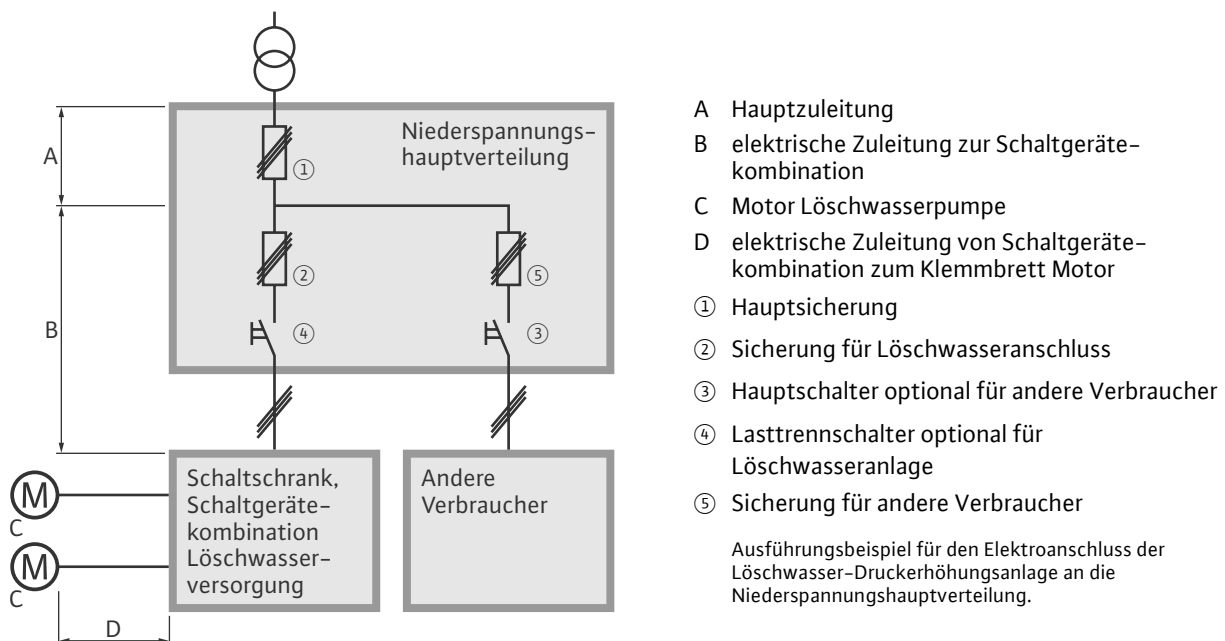 A
B
Niederspannungs-
hauptverteilung
①
②
⑤
④
③
Schaltschrank,
Schaltgeräte-
kombination
Löschwasser-
versorgung
Andere
Verbraucher
M
C
M
C
D
A Hauptzuleitung
B elektrische Zuleitung zur Schaltgeräte-
kombination
C Motor Löschwasserpumpe
D elektrische Zuleitung von Schaltgeräte-
kombination zum Klemmbrett Motor
① Hauptsicherung
② Sicherung für Löschwasseranschluss
③ Hauptschalter optional für andere Verbraucher
④ Lasttrennschalter optional für
Löschwasseranlage
⑤ Sicherung für andere Verbraucher
Ausführungsbeispiel für den Elektroanschluss der
Löschwasser-Druckerhöhungsanlage an die
Niederspannungshauptverteilung.